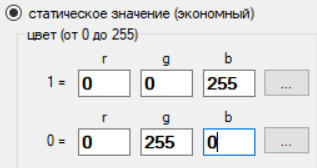 статическое значение (экономный)
цвет (от 0 до 255)
r g b
1 = 0 0 255 ...
r g b
0 = 0 255 0 ...